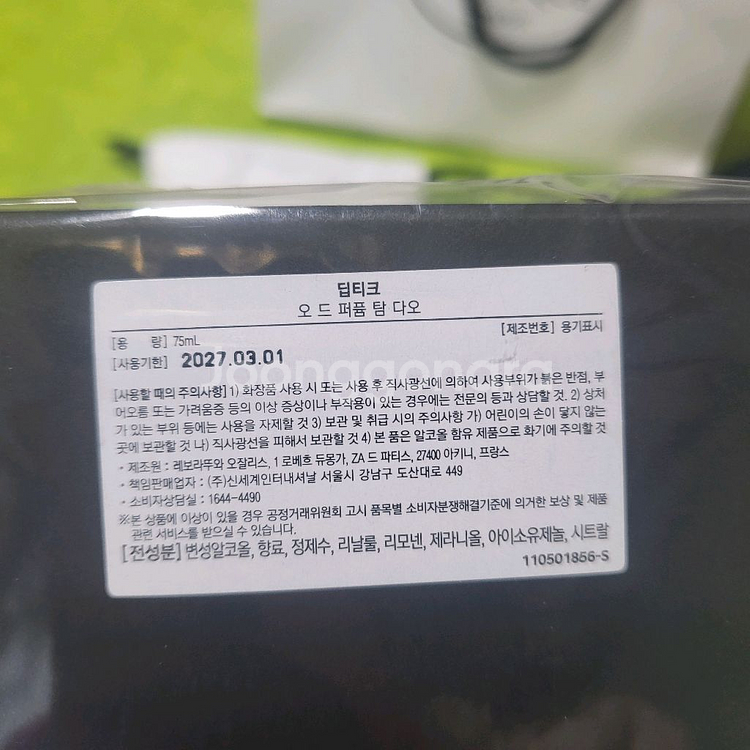 딥티크
오 드 퍼퓸 탐 다오
[용 량] 75mL [제조번호] 용기표시
[사용기한] 2027.03.01
joonggonara
[사용할 때의 주의사항] 1) 화장품 사용 시 또는 사용 후 직사광선에 의하여 사용부위가 붉은 반점, 부
어오름 또는 가려움증 등의 이상 증상이나 부작용이 있는 경우에는 전문의 등과 상담할 것. 2) 상처
가 있는 부위 등에는 사용을 자제할 것 3) 보관 및 취급 시의 주의사항 가) 어린이의 손이 닿지 않는
곳에 보관할 것 나) 직사광선을 피해서 보관할 것 4) 본 품은 알코올 함유 제품으로 화기에 주의할 것
• 제조원 : 레보라뚜와 오잘리스, 1 로베흐 듀몽가, ZA 드 파티스, 27400 아키니, 프랑스
• 책임판매업자 : (주)신세계인터내셔날 서울시 강남구 도산대로 449
• 소비자상담실 : 1644-4490
※본 상품에 이상이 있을 경우 공정거래위원회 고시 품목별 소비자분쟁해결기준에 의거한 보상 및 제품
관련 서비스를 받으실 수 있습니다.
[전성분] 변성알코올, 향료, 정제수, 리날룰, 리모넨, 제라니올, 아이소유제놀, 시트랄
110501856-S